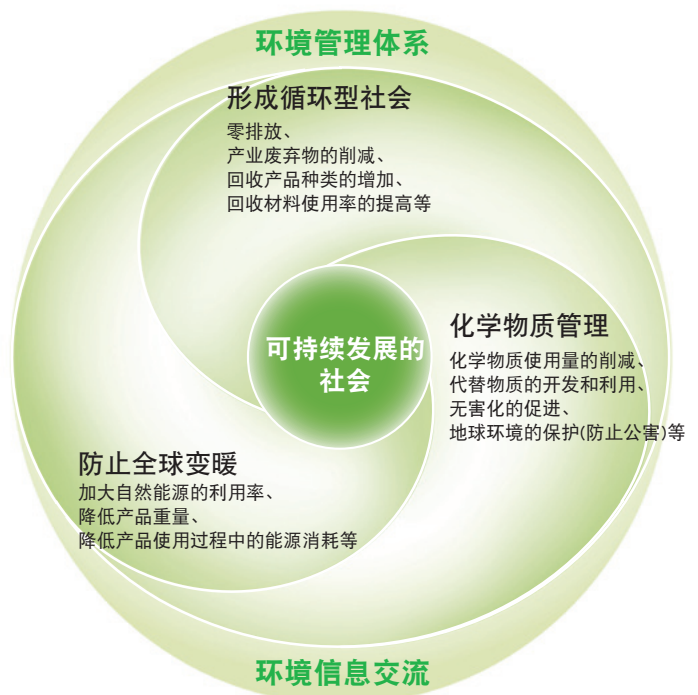 环境管理体系
形成循环型社会
零排放、
产业废弃物的削减、
回收产品种类的增加、
回收材料使用率的提高等
化学物质管理
化学物质使用量的削减、
代替物质的开发和利用、
无害化的促进、
地球环境的保护(防止公害)等
可持续发展的
社会
防止全球变暖
加大自然能源的利用率、
降低产品重量、
降低产品使用过程中的能源消耗等
环境信息交流